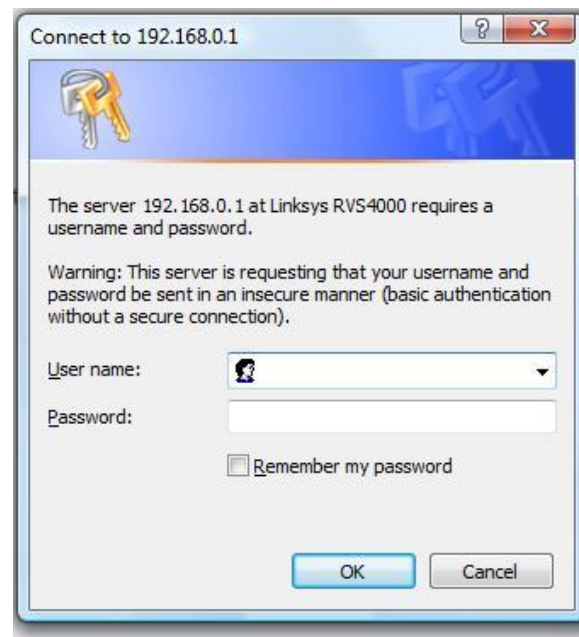 Connect to 192.168.0.1
The server 192.168.0.1 at Linksys RVS4000 requires a
username and password.
Warning: This server is requesting that your username and
password be sent in an insecure manner (basic authentication
without a secure connection).
User name:
Password:
Remember my password
OK Cancel